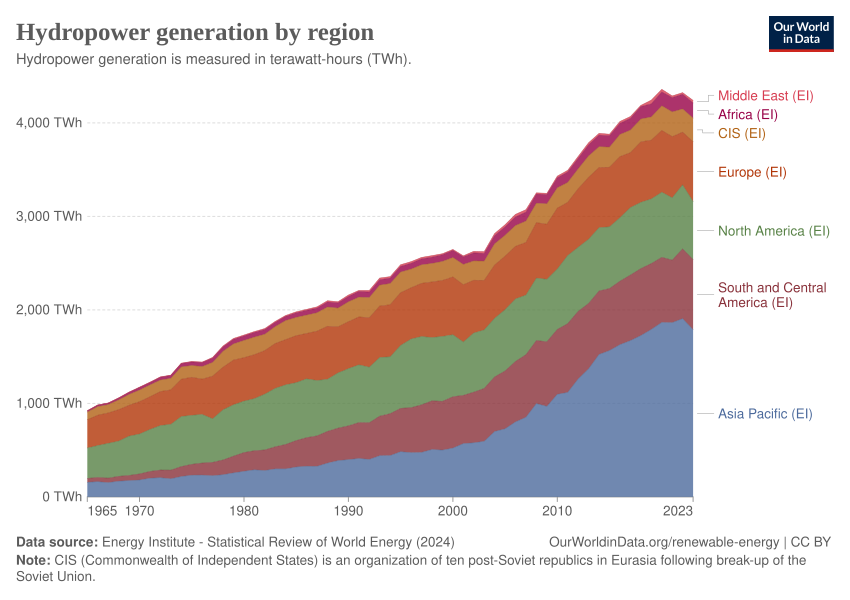 Hydropower generation by region
Hydropower generation is measured in terawatt-hours (TWh).
Our World
in Data
4,000 TWh
3,000 TWh
2,000 TWh
1,000 TWh
0 TWh
Middle East (EI)
Africa (EI)
CIS (EI)
Europe (EI)
North America (EI)
South and Central
America (EI)
Asia Pacific (EI)
1965
1970
1980
1990
2000
2010
2023
Data source: Energy Institute - Statistical Review of World Energy (2024)
OurWorldinData.org/renewable-energy | CC BY
Note: CIS (Commonwealth of Independent States) is an organization of ten post-Soviet republics in Eurasia following break-up of the
Soviet Union.